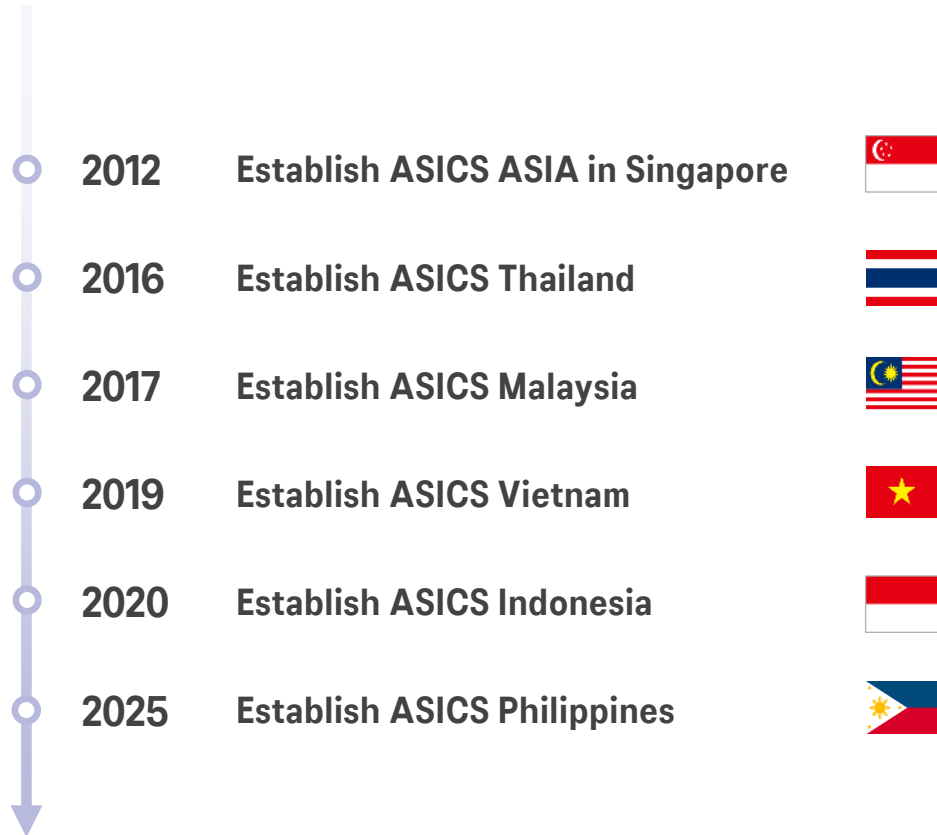 2012 Establish ASICS ASIA in Singapore
2016 Establish ASICS Thailand
2017 Establish ASICS Malaysia
2019 Establish ASICS Vietnam
2020 Establish ASICS Indonesia
2025 Establish ASICS Philippines